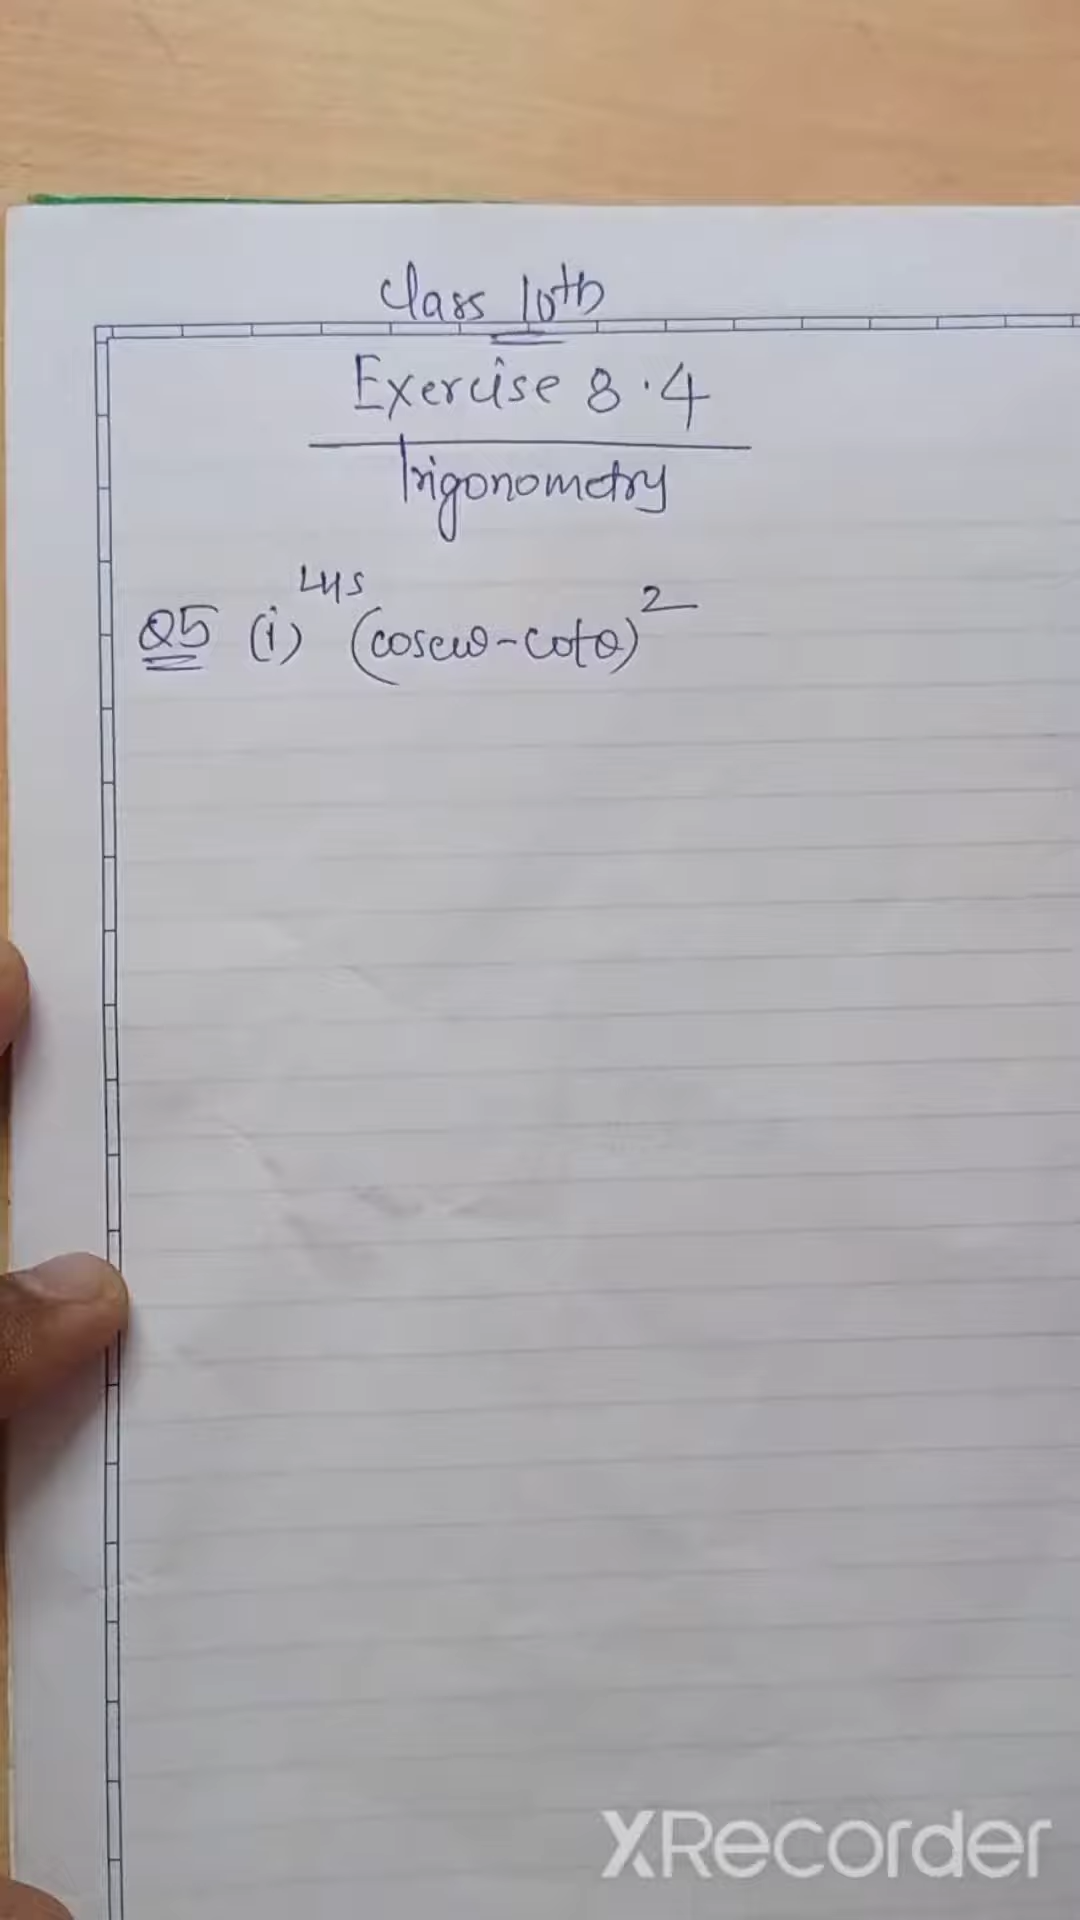 Class 10th
Exercise 8.4
Trigonometry
LHS
Q5 (i) (cosecθ-cotθ)²
XRecorder